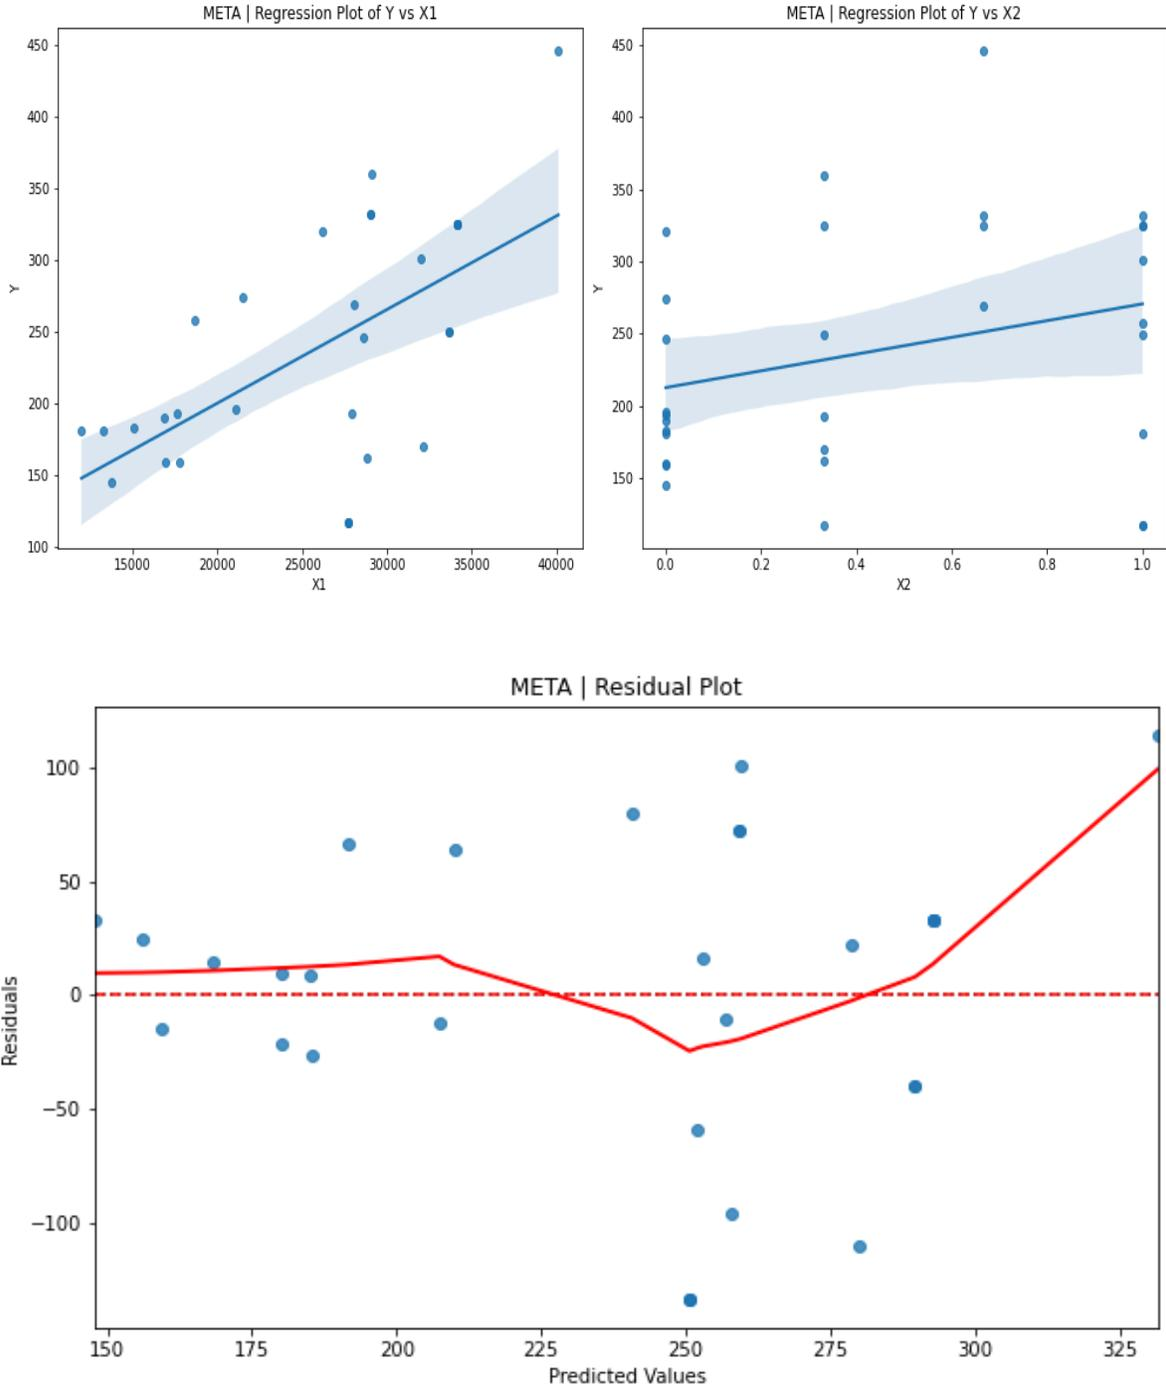 META | Regression Plot of Y vs X1
450
400
350
300
250
200
150
100
Y
15000 20000 25000 30000 35000 40000
X1
META | Regression Plot of Y vs X2
450
400
350
300
250
200
150
Y
0.0 0.2 0.4 0.6 0.8 1.0
X2
META | Residual Plot
100
50
0
−50
−100
Residuals
150 175 200 225 250 275 300 325
Predicted Values